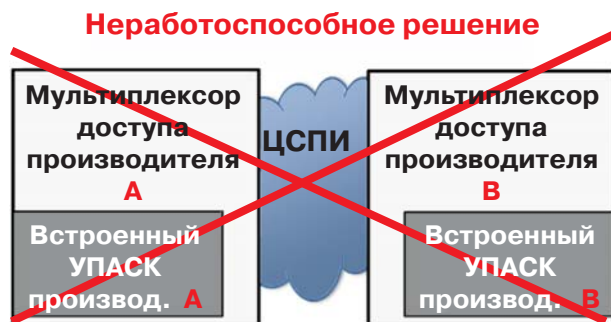 Неработоспособное решение
Мультиплексор
доступа
производителя
А
Встроенный
УПАСК
производ. А
ЦСПИ
Мультиплексор
доступа
производителя
В
Встроенный
УПАСК
производ. В